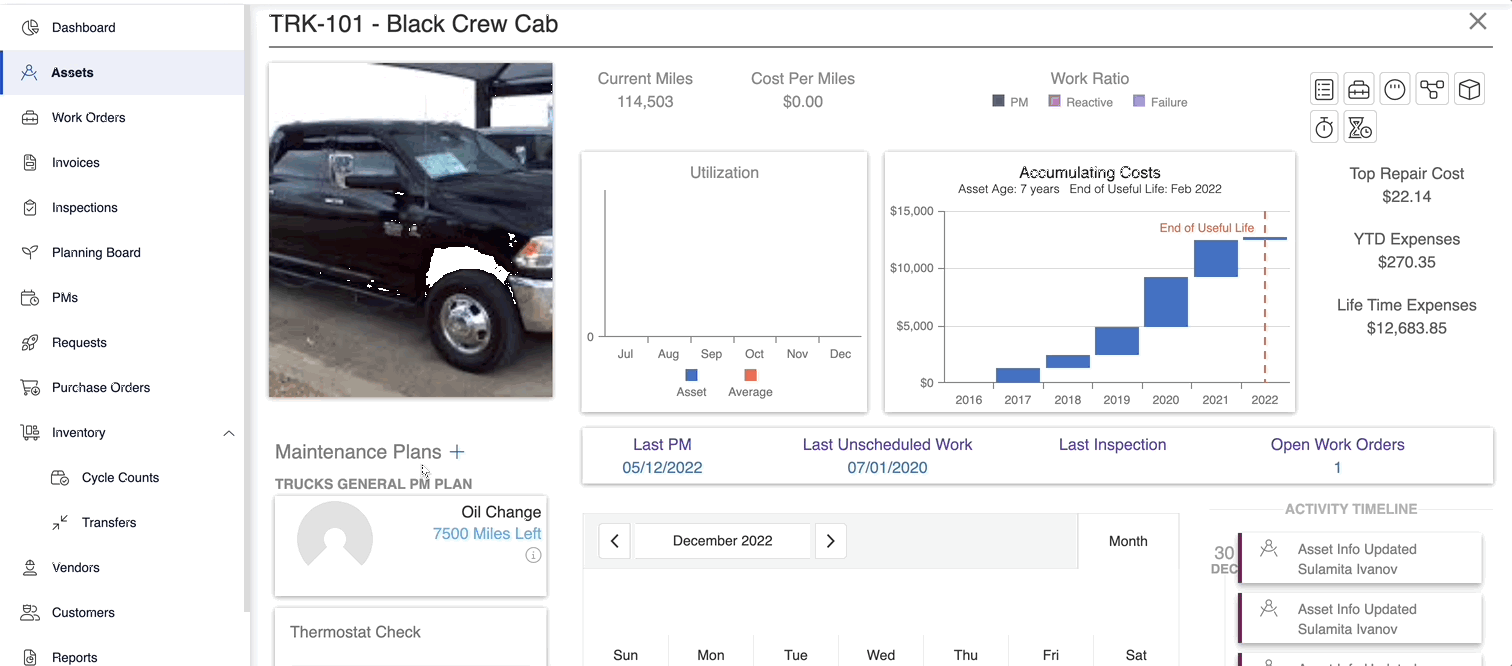 TRK-101 - Black Crew Cab
Dashboard
Assets
Work Orders
Invoices
Inspections
Planning Board
PMs
Requests
Purchase Orders
Inventory
Cycle Counts
Transfers
Vendors
Customers
Reports
Current Miles
114,503
Cost Per Miles
$0.00
Work Ratio
PM Reactive Failure
Utilization
0
Jul Aug Sep Oct Nov Dec
Asset Average
Accumulating Costs
Asset Age: 7 years End of Useful Life: Feb 2022
$15,000
End of Useful Life
$10,000
$5,000
$0
2016 2017 2018 2019 2020 2021 2022
Top Repair Cost
$22.14
YTD Expenses
$270.35
Life Time Expenses
$12,683.85
Maintenance Plans +
TRUCKS GENERAL PM PLAN
Oil Change
7500 Miles Left
Thermostat Check
Last PM
05/12/2022
Last Unscheduled Work
07/01/2020
Last Inspection
Open Work Orders
1
December 2022
Month
Sun Mon Tue Wed Thu Fri Sat
ACTIVITY TIMELINE
30
DEC
Asset Info Updated
Sulamita Ivanov
Asset Info Updated
Sulamita Ivanov